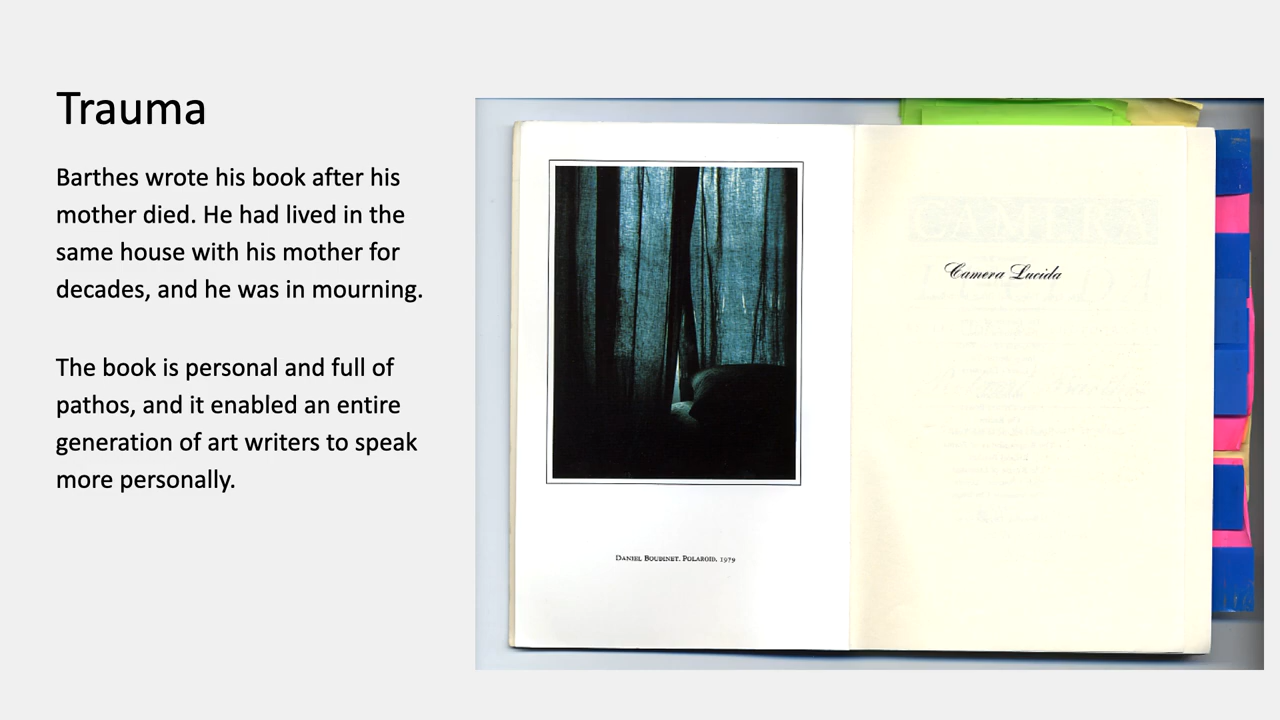 Trauma
Barthes wrote his book after his
mother died. He had lived in the
same house with his mother for
decades, and he was in mourning.
The book is personal and full of
pathos, and it enabled an entire
generation of art writers to speak
more personally.
DANIEL BOUDINET. POLAROID, 1979
CAMERA
Camera Lucida